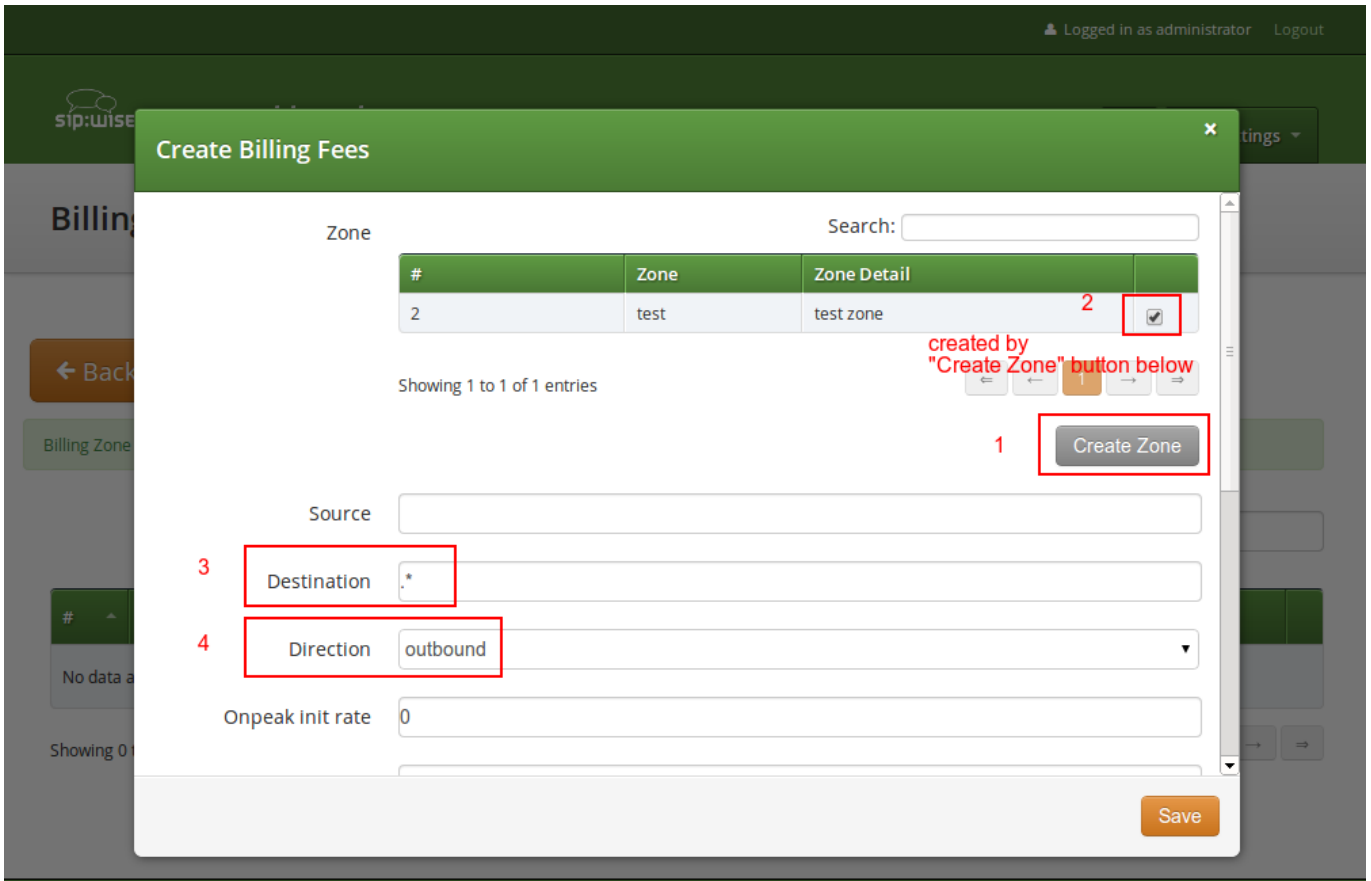 Logged in as administrator Logout
sip:wise
tings
Create Billing Fees ×
Billing
Zone
Search:
# Zone Zone Detail
2 test test zone
2
created by
"Create Zone" button below
Back
Showing 1 to 1 of 1 entries
⇐ ← 1 → ⇒
Billing Zone
1
Create Zone
Source
3
Destination .*
#
4
Direction outbound
No data a
Onpeak init rate 0
Showing 0 t
→ ⇒
Save